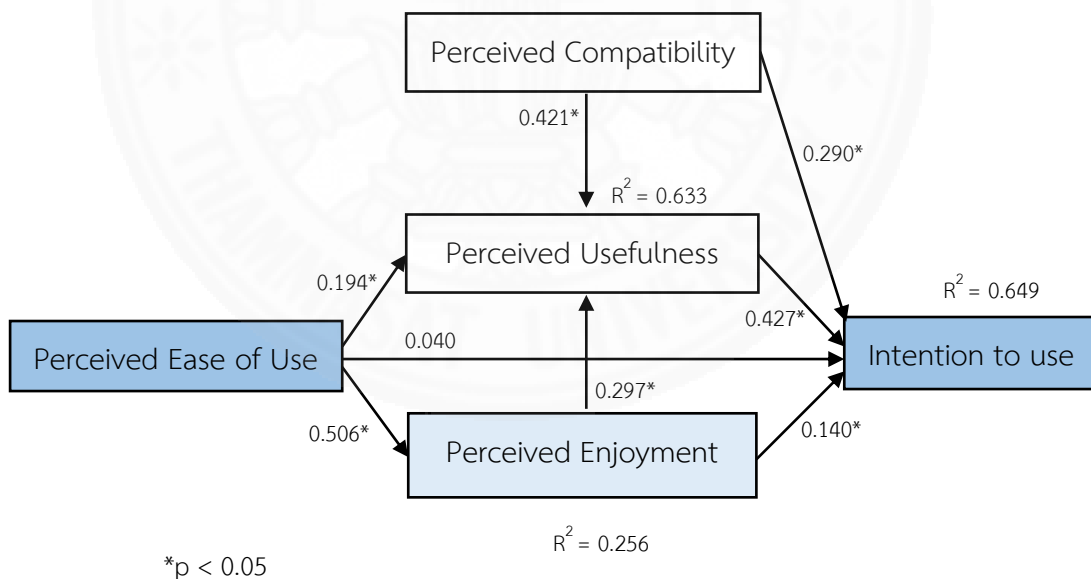 Perceived Compatibility
0.421*
0.290*
R² = 0.633
Perceived Usefulness
0.194*
0.427*
R² = 0.649
Perceived Ease of Use
0.040
Intention to use
0.297*
0.506*
Perceived Enjoyment
0.140*
R² = 0.256
*p < 0.05